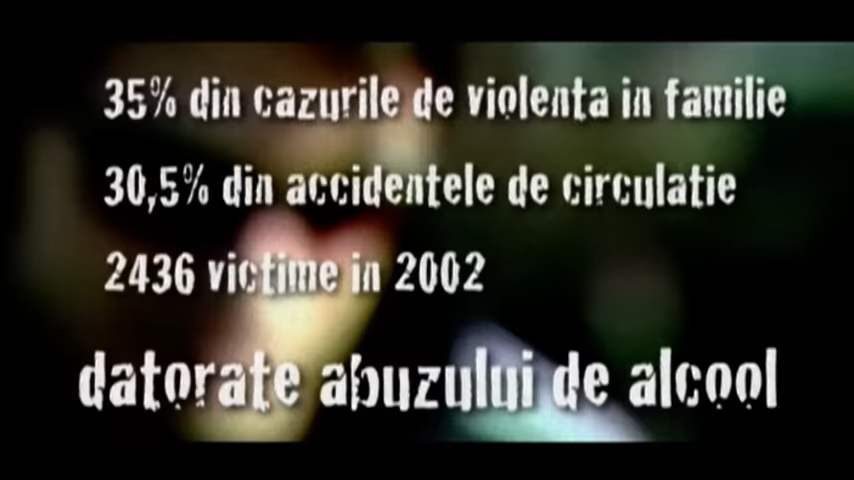 35% din cazurile de violenta in familie
30,5% din accidentele de circulatie
2436 victime in 2002
datorate abuzului de alcool